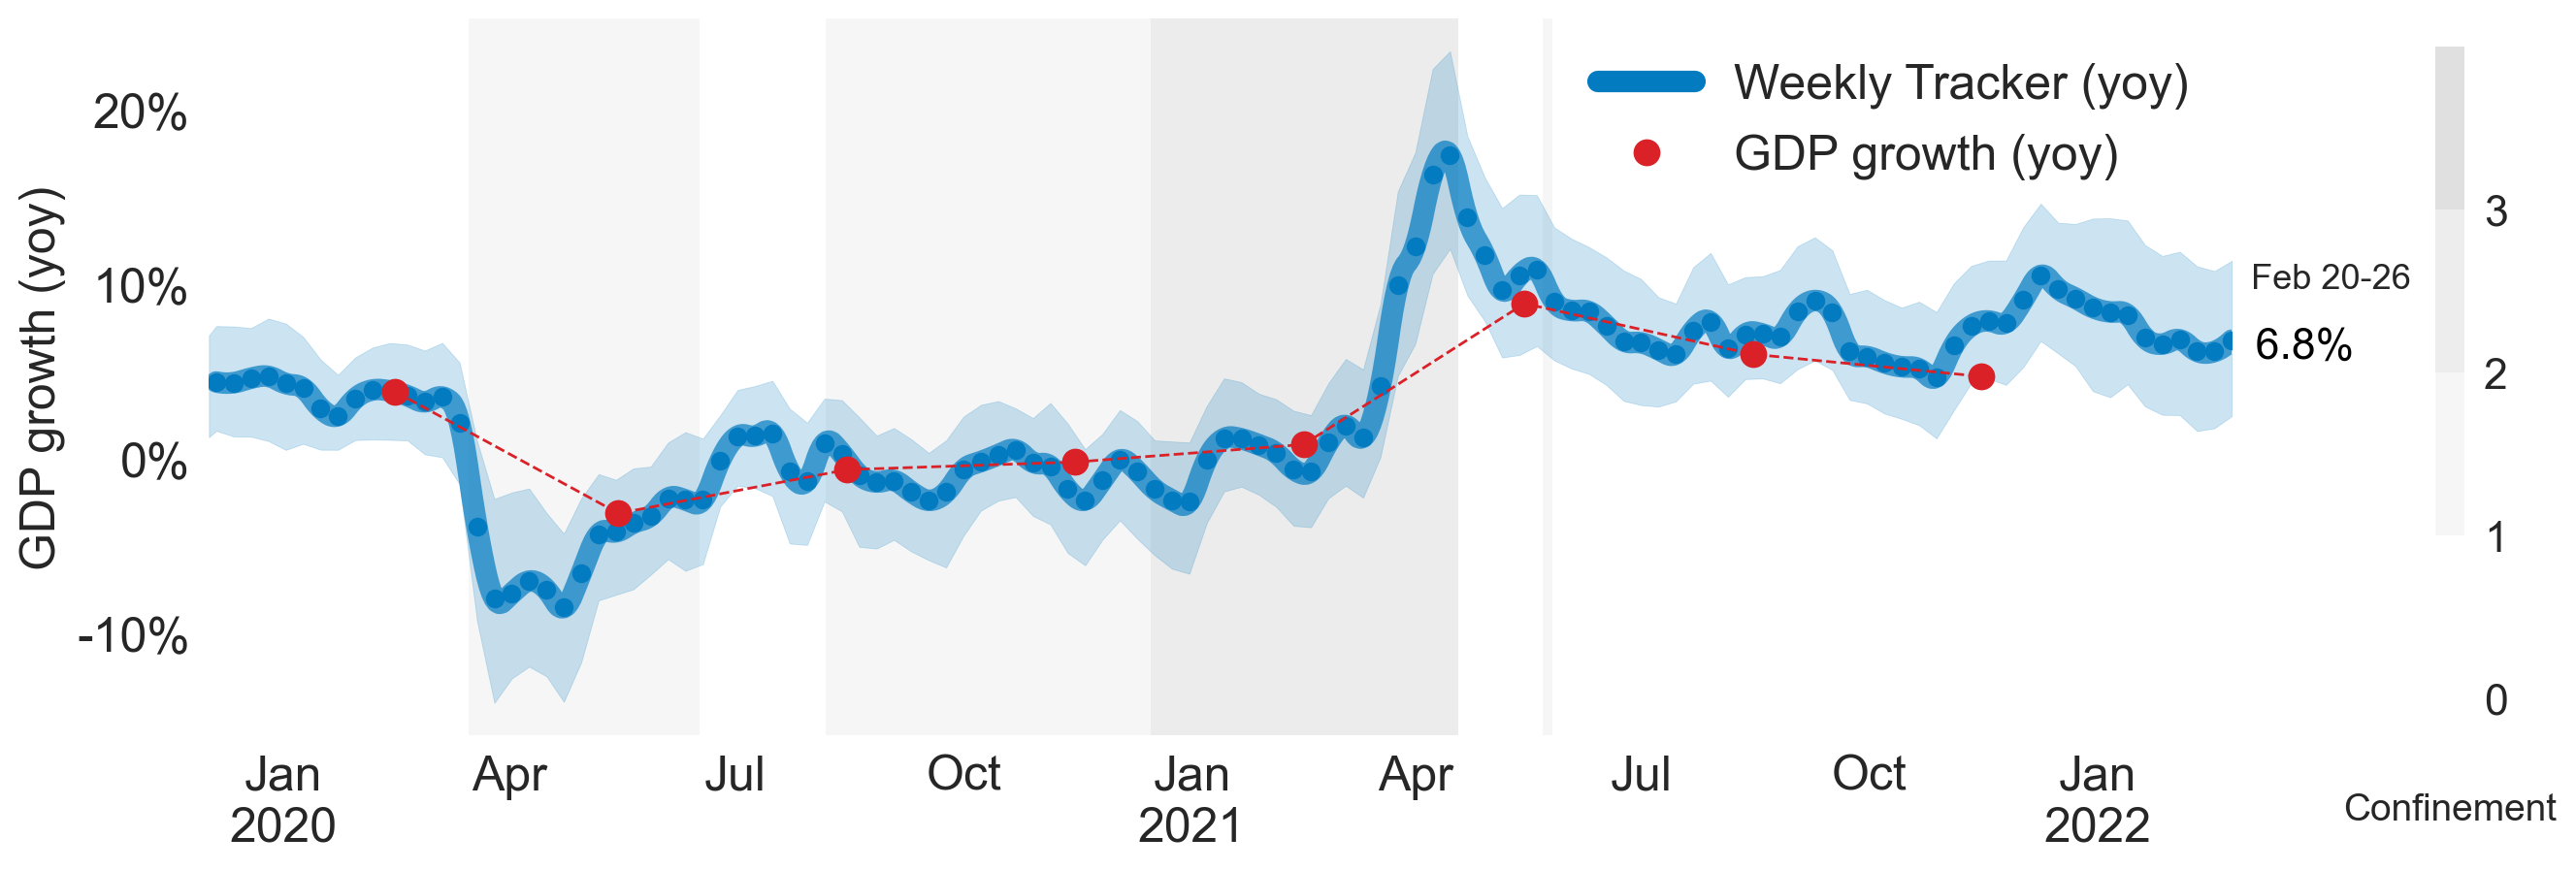 GDP growth (yoy)
20%
10%
0%
-10%
Weekly Tracker (yoy)
GDP growth (yoy)
Feb 20-26
6.8%
3
2
1
0
Jan Apr Jul Oct Jan Apr Jul Oct Jan
2020 2021 2022
Confinement